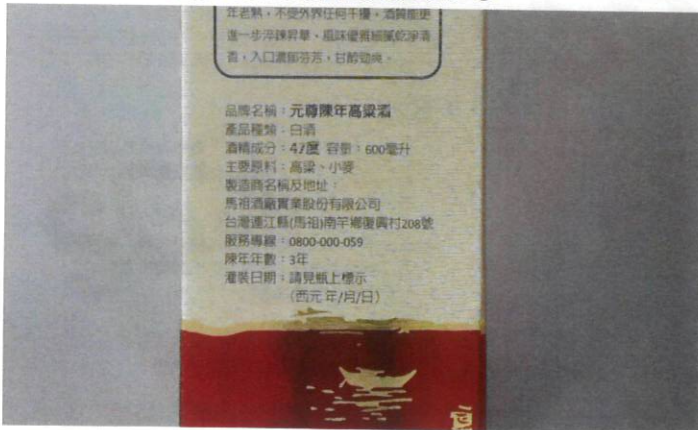 年老熟，不受外界任何干擾，酒質能更
進一步淬鍊昇華，風味優雅細膩乾淨清
香，入口濃郁芬芳，甘醇勁爽。
品牌名稱：元尊陳年高粱酒
產品種類：白酒
酒精成分：47度 容量：600毫升
主要原料：高粱、小麥
製造商名稱及地址：
馬祖酒廠實業股份有限公司
台灣連江縣(馬祖)南竿鄉復興村208號
服務專線：0800-000-059
陳年年數：3年
灌裝日期：請見瓶上標示
（西元 年/月/日）